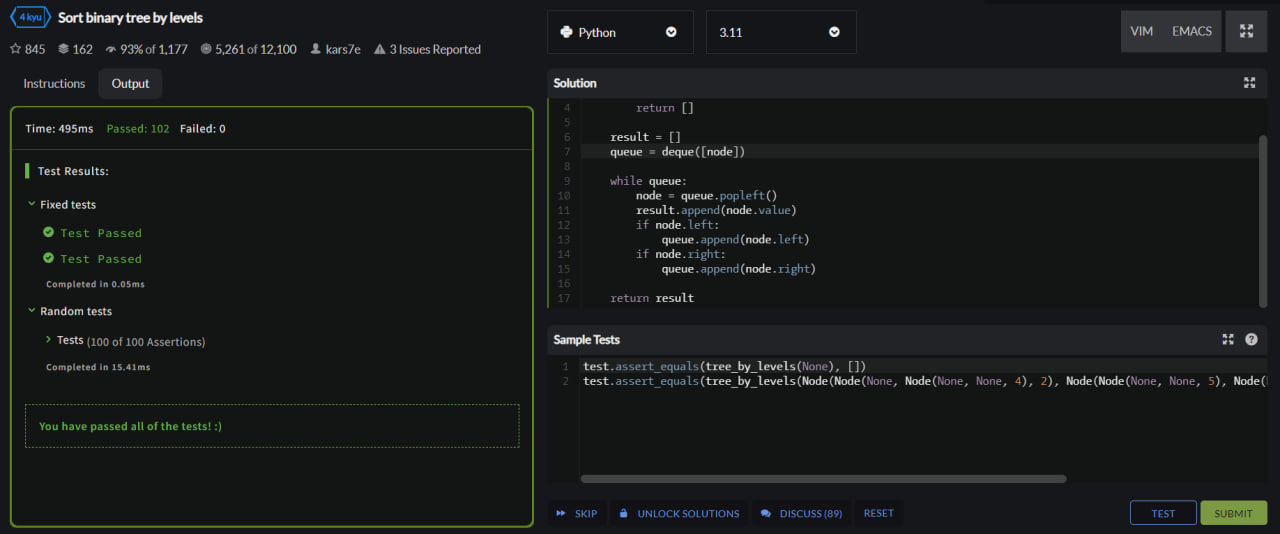 4 kyu Sort binary tree by levels
845 162 93% of 1,177 5,261 of 12,100 kars7e 3 Issues Reported
Instructions Output
Time: 495ms Passed: 102 Failed: 0
Test Results:
Fixed tests
Test Passed
Test Passed
Completed in 0.05ms
Random tests
Tests (100 of 100 Assertions)
Completed in 15.41ms
You have passed all of the tests! :)
Python 3.11 VIM EMACS
Solution
4 return []
5
6 result = []
7 queue = deque([node])
8
9 while queue:
10 node = queue.popleft()
11 result.append(node.value)
12 if node.left:
13 queue.append(node.left)
14 if node.right:
15 queue.append(node.right)
16
17 return result
Sample Tests ?
1 test.assert_equals(tree_by_levels(None), [])
2 test.assert_equals(tree_by_levels(Node(Node(None, Node(None, None, 4), 2), Node(Node(None, None, 5), Node(
SKIP UNLOCK SOLUTIONS DISCUSS (89) RESET TEST SUBMIT